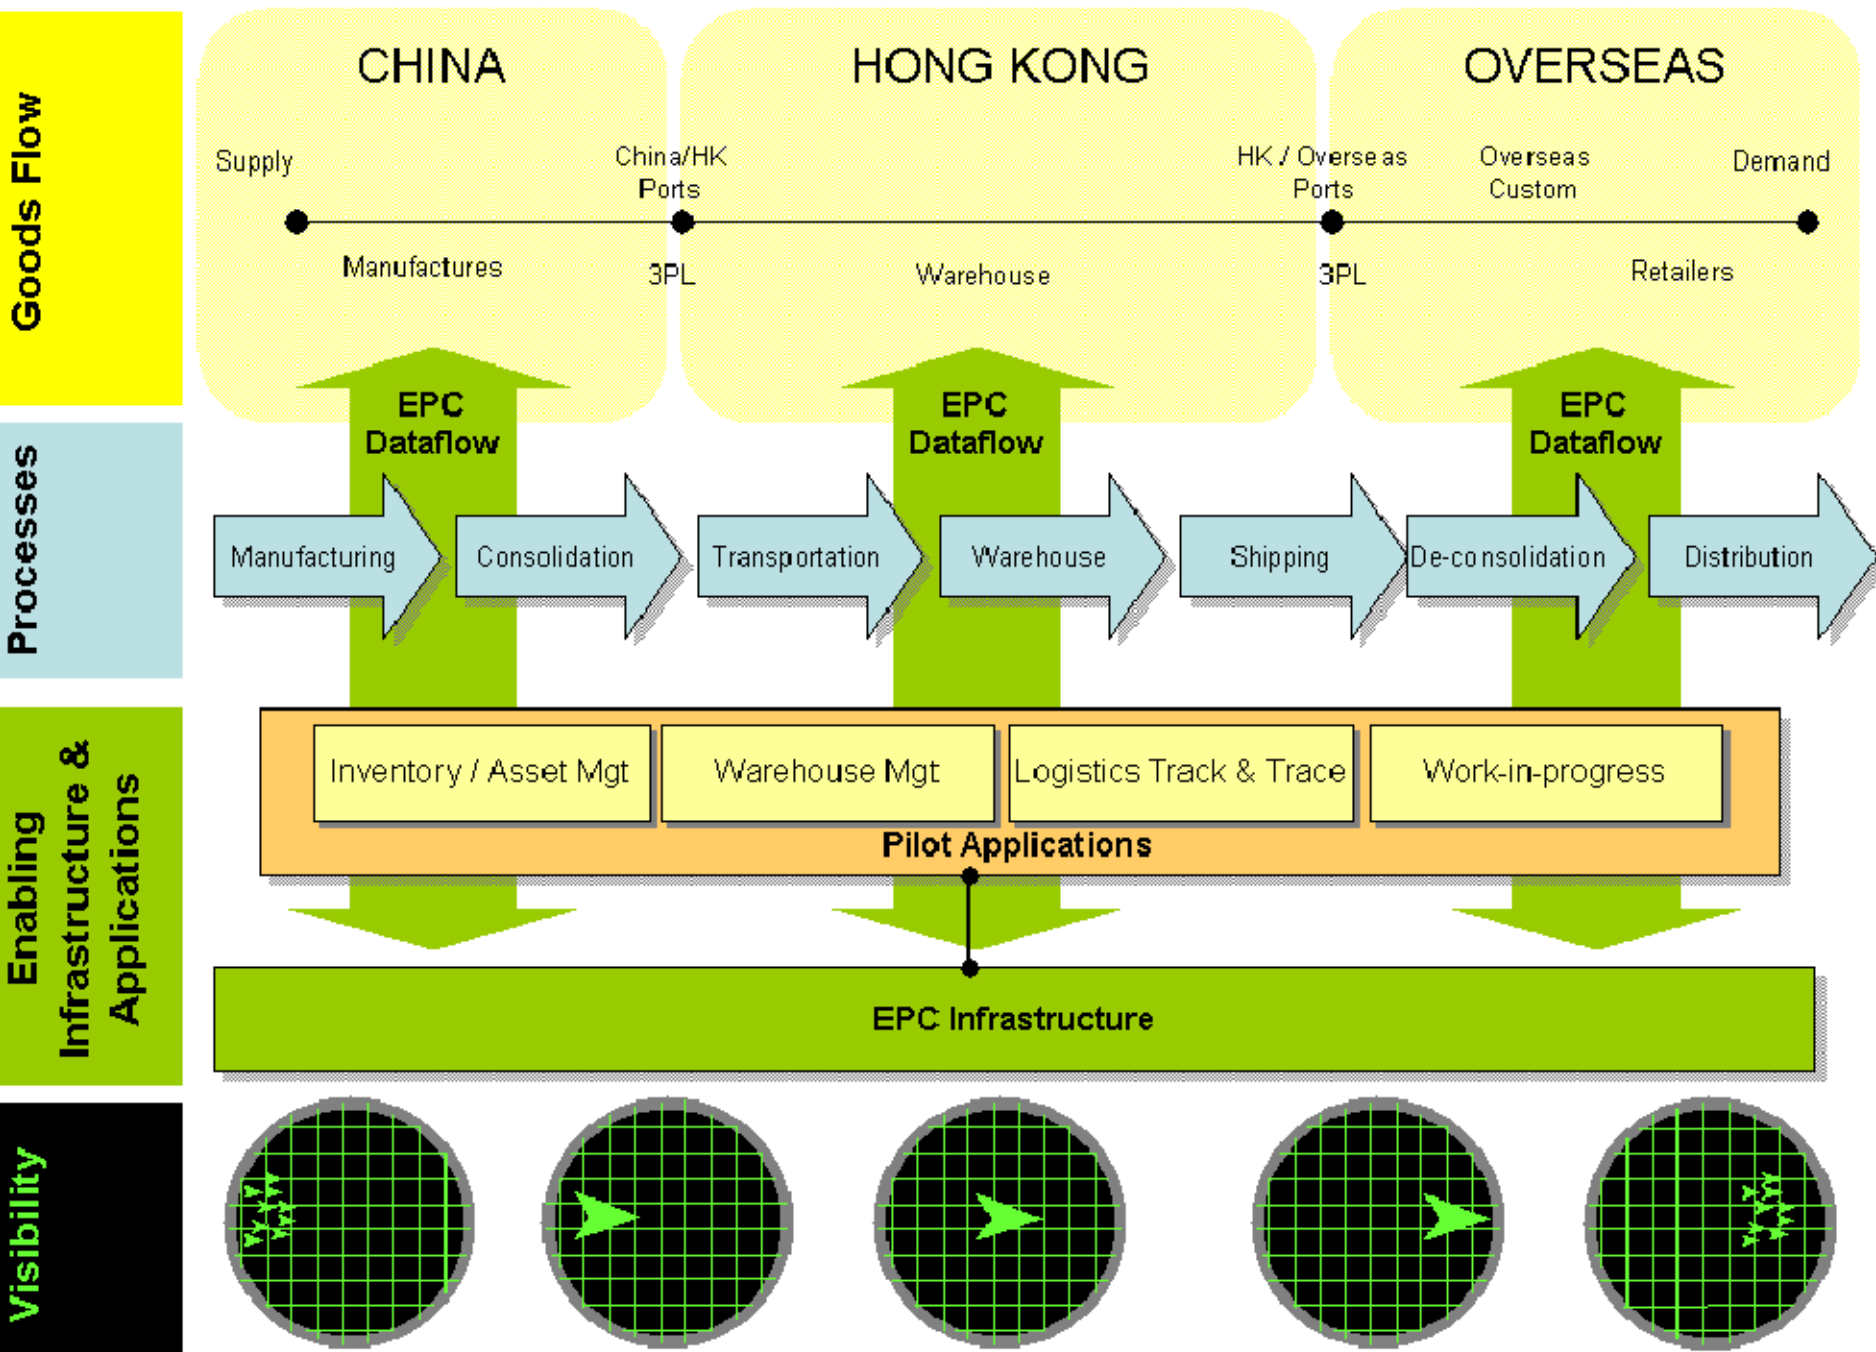 Goods Flow
CHINA
HONG KONG
OVERSEAS
Supply
China/HK
Ports
HK / Overseas
Ports
Overseas
Custom
Demand
Manufactures
3PL
Warehouse
3PL
Retailers
Processes
EPC
Dataflow
EPC
Dataflow
EPC
Dataflow
Manufacturing
Consolidation
Transportation
Warehouse
Shipping
De-consolidation
Distribution
Enabling
Infrastructure &
Applications
Inventory / Asset Mgt
Warehouse Mgt
Logistics Track & Trace
Work-in-progress
Pilot Applications
EPC Infrastructure
Visibility